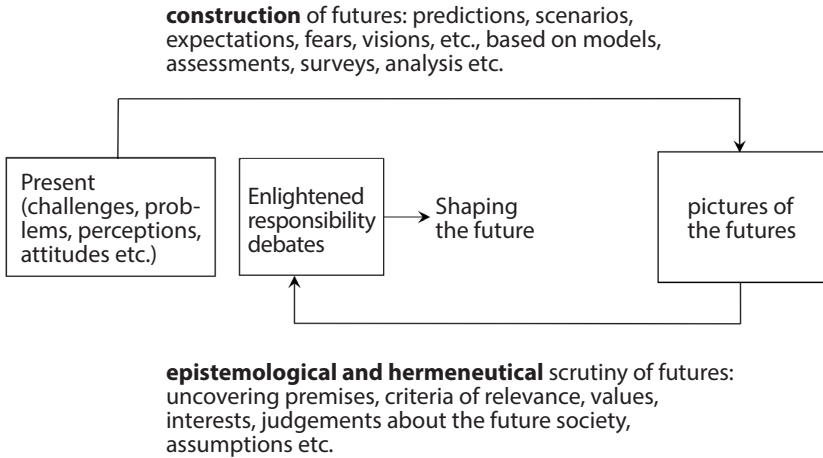 construction of futures: predictions, scenarios,
expectations, fears, visions, etc., based on models,
assessments, surveys, analysis etc.
Present
(challenges, prob-
lems, perceptions,
attitudes etc.)
Enlightened
responsibility
debates
Shaping
the future
pictures of
the futures
epistemological and hermeneutical scrutiny of futures:
uncovering premises, criteria of relevance, values,
interests, judgements about the future society,
assumptions etc.